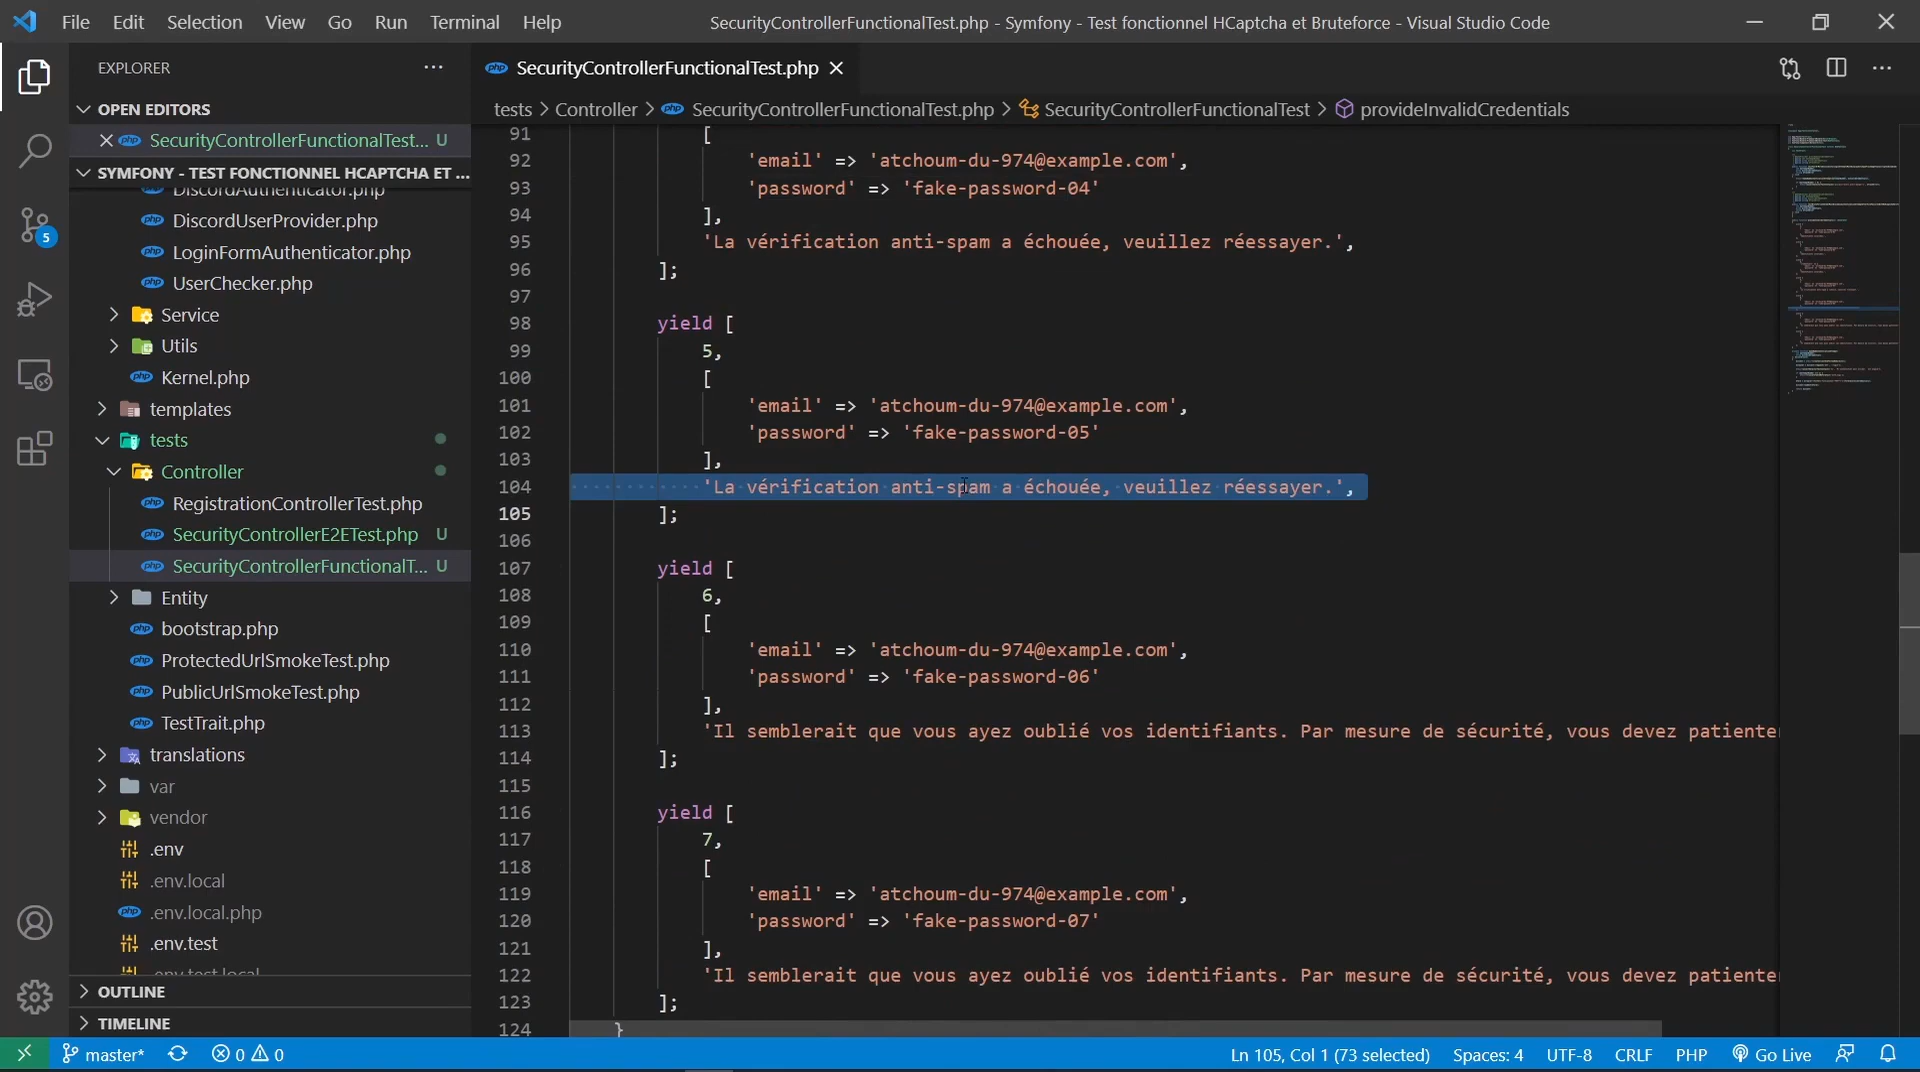 File Edit Selection View Go Run Terminal Help
SecurityControllerFunctionalTest.php - Symfony - Test fonctionnel HCaptcha et Bruteforce - Visual Studio Code
EXPLORER
OPEN EDITORS
SecurityControllerFunctionalTest... U
SYMFONY - TEST FONCTIONNEL HCAPTCHA ET ...
DiscordAuthenticator.php
DiscordUserProvider.php
LoginFormAuthenticator.php
UserChecker.php
Service
Utils
Kernel.php
templates
tests
Controller
RegistrationControllerTest.php
SecurityControllerE2ETest.php U
SecurityControllerFunctionalT... U
Entity
bootstrap.php
ProtectedUrlSmokeTest.php
PublicUrlSmokeTest.php
TestTrait.php
translations
var
vendor
.env
.env.local
.env.local.php
.env.test
.env.test.local
OUTLINE
TIMELINE
5
SecurityControllerFunctionalTest.php
tests > Controller > SecurityControllerFunctionalTest.php > SecurityControllerFunctionalTest > provideInvalidCredentials
91 [
92 'email' => 'atchoum-du-974@example.com',
93 'password' => 'fake-password-04'
94 ],
95 'La vérification anti-spam a échouée, veuillez réessayer.',
96 ];
97
98 yield [
99 5,
100 [
101 'email' => 'atchoum-du-974@example.com',
102 'password' => 'fake-password-05'
103 ],
104 'La vérification anti-spam a échouée, veuillez réessayer.',
105 ];
106
107 yield [
108 6,
109 [
110 'email' => 'atchoum-du-974@example.com',
111 'password' => 'fake-password-06'
112 ],
113 'Il semblerait que vous ayez oublié vos identifiants. Par mesure de sécurité, vous devez patiente
114 ];
115
116 yield [
117 7,
118 [
119 'email' => 'atchoum-du-974@example.com',
120 'password' => 'fake-password-07'
121 ],
122 'Il semblerait que vous ayez oublié vos identifiants. Par mesure de sécurité, vous devez patiente
123 ];
124 }
master* 0 0
Ln 105, Col 1 (73 selected) Spaces: 4 UTF-8 CRLF PHP Go Live